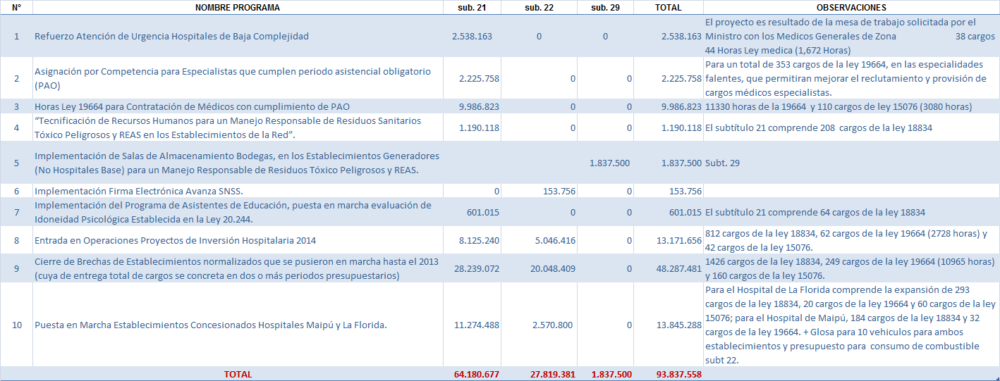 N° NOMBRE PROGRAMA sub. 21 sub. 22 sub. 29 TOTAL OBSERVACIONES
1 Refuerzo Atención de Urgencia Hospitales de Baja Complejidad 2.538.163 0 0 2.538.163
El proyecto es resultado de la mesa de trabajo solicitada por el
Ministro con los Medicos Generales de Zona 38 cargos
44 Horas Ley medica (1,672 Horas)
2 Asignación por Competencia para Especialistas que cumplen periodo asistencial obligatorio
(PAO) 2.225.758 0 0 2.225.758
Para un total de 353 cargos de la ley 19664, en las especialidades
falentes, que permitiran mejorar el reclutamiento y provisión de
cargos médicos especialistas.
3 Horas Ley 19664 para Contratación de Médicos con cumplimiento de PAO 9.986.823 0 0 9.986.823 11330 horas de la 19664 y 110 cargos de ley 15076 (3080 horas)
4 “Tecnificación de Recursos Humanos para un Manejo Responsable de Residuos Sanitarios
Tóxico Peligrosos y REAS en los Establecimientos de la Red”. 1.190.118 0 0 1.190.118 El subtítulo 21 comprende 208 cargos de la ley 18834
5 Implementación de Salas de Almacenamiento Bodegas, en los Establecimientos Generadores
(No Hospitales Base) para un Manejo Responsable de Residuos Tóxico Peligrosos y REAS. 1.837.500 1.837.500 Subt. 29
6 Implementación Firma Electrónica Avanza SNSS. 0 153.756 0 153.756
7 Implementación del Programa de Asistentes de Educación, puesta en marcha evaluación de
Idoneidad Psicológica Establecida en la Ley 20.244. 601.015 0 0 601.015 El subtítulo 21 comprende 64 cargos de la ley 18834
8 Entrada en Operaciones Proyectos de Inversión Hospitalaria 2014 8.125.240 5.046.416 0 13.171.656
812 cargos de la ley 18834, 62 cargos de la ley 19664 (2728 horas) y
42 cargos de la ley 15076.
9 Cierre de Brechas de Establecimientos normalizados que se pusieron en marcha hasta el 2013
(cuya de entrega total de cargos se concreta en dos o más periodos presupuestarios) 28.239.072 20.048.409 0 48.287.481
1426 cargos de la ley 18834, 249 cargos de la ley 19664 (10965 horas)
y 160 cargos de la ley 15076.
10 Puesta en Marcha Establecimientos Concesionados Hospitales Maipú y La Florida. 11.274.488 2.570.800 0 13.845.288
Para el Hospital de La Florida comprende la expansión de 293
cargos de la ley 18834, 20 cargos de la ley 19664 y 60 cargos de la ley
15076; para el Hospital de Maipú, 184 cargos de la ley 18834 y 32
cargos de la ley 19664. + Glosa para 10 vehiculos para ambos
establecimientos y presupuesto para consumo de combustible
subt 22.
TOTAL 64.180.677 27.819.381 1.837.500 93.837.558